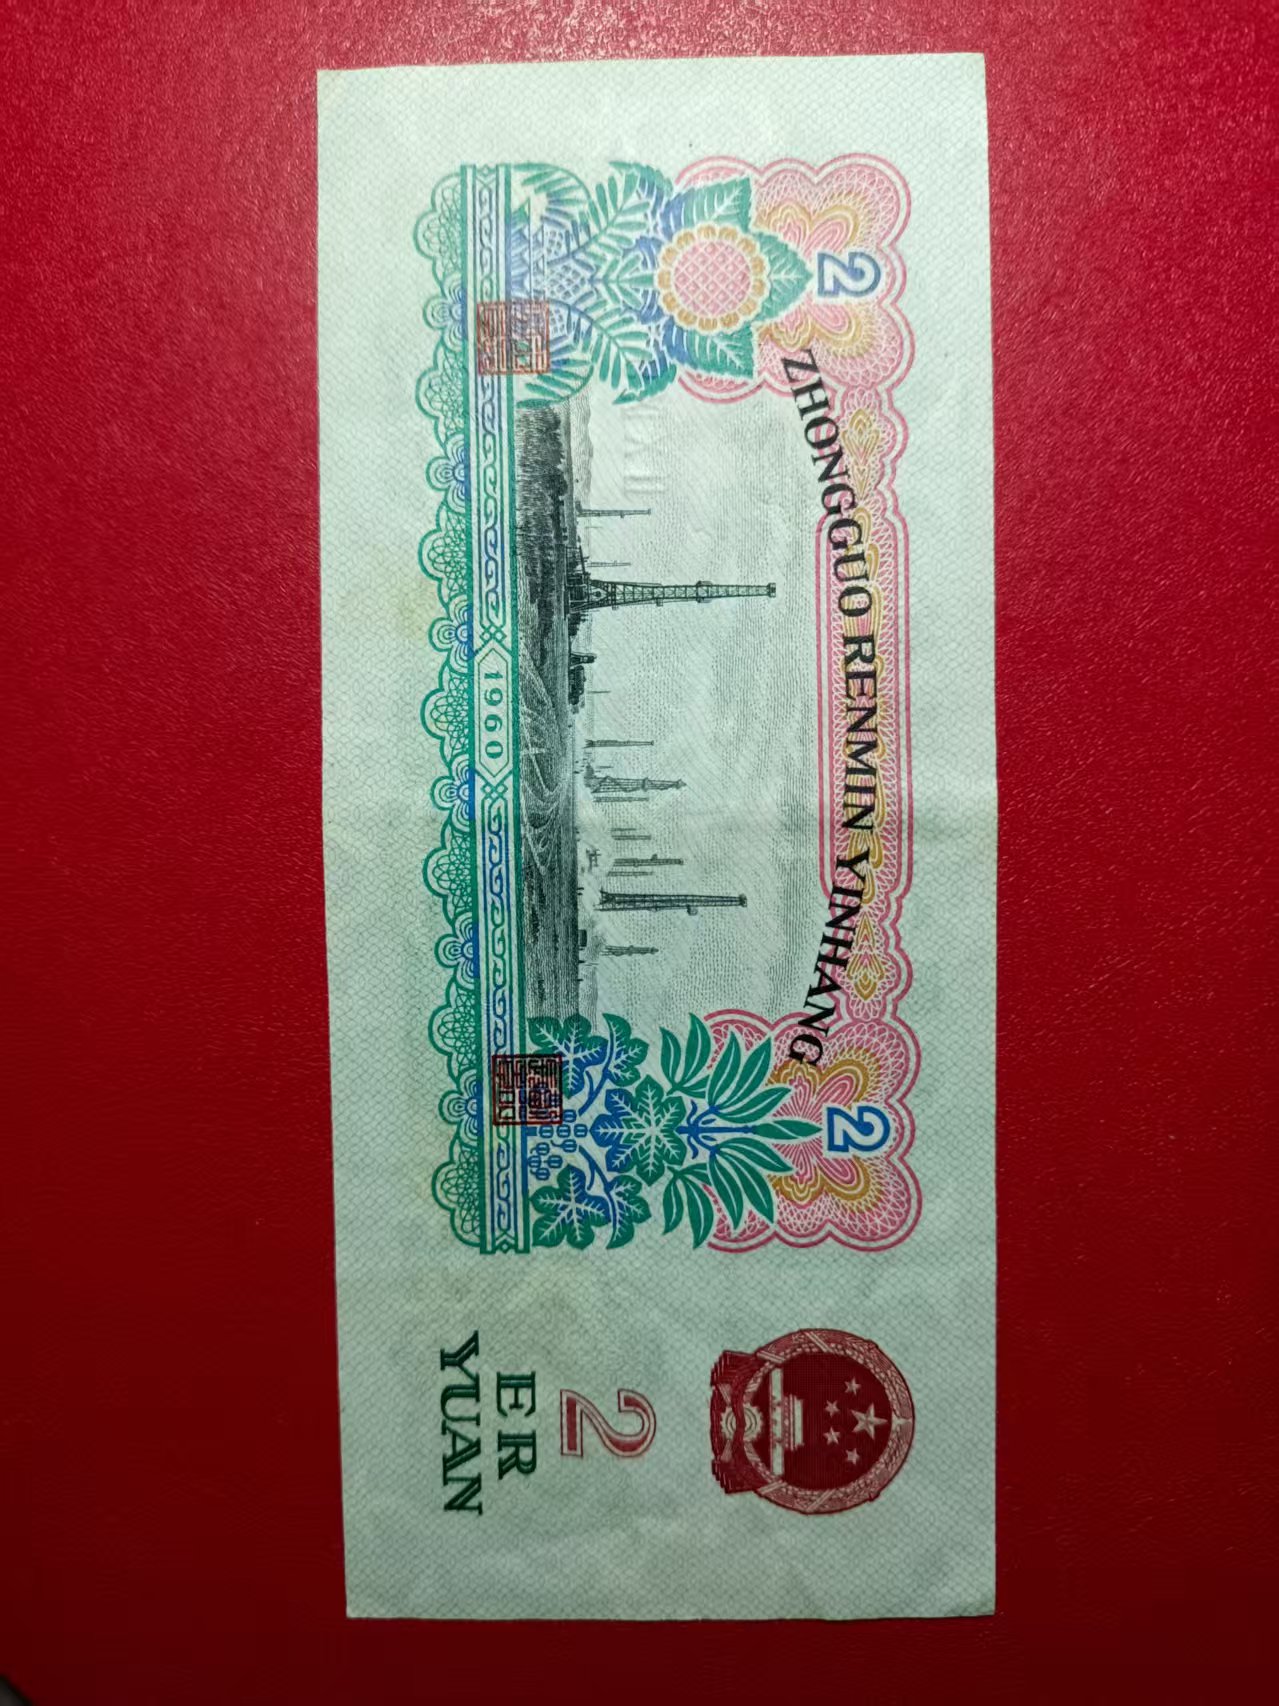 ZHONGGUO RENMIN YINHANG
2
2
2
ER
YUAN
1960